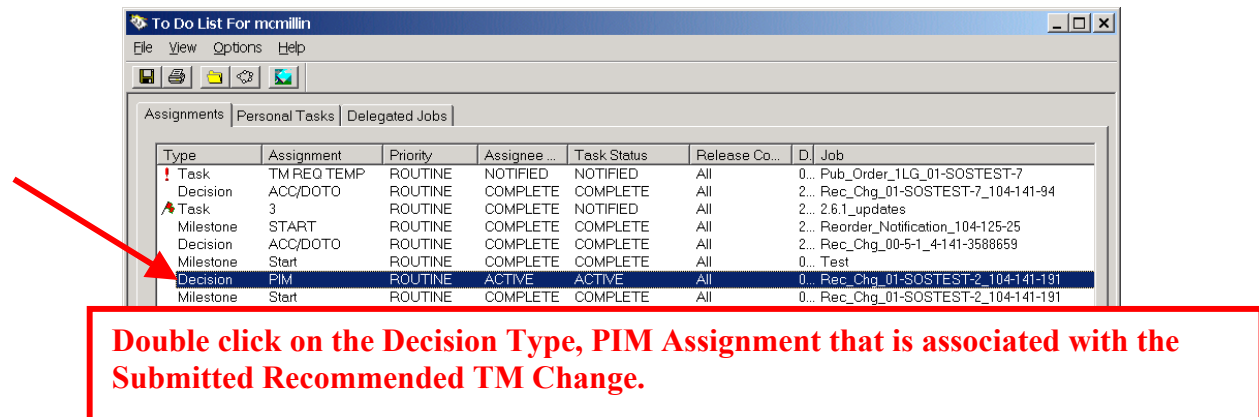 To Do List For mcmillin
File View Options Help
Assignments Personal Tasks Delegated Jobs
Type Assignment Priority Assignee ... Task Status Release Co... D. Job
Task TM REQ TEMP ROUTINE NOTIFIED NOTIFIED All 0... Pub_Order_1LG_01-SOSTEST-7
Decision ACC/DOTO ROUTINE COMPLETE COMPLETE All 2... Rec_Chg_01-SOSTEST-7_104-141-94
Task 3 ROUTINE COMPLETE NOTIFIED All 2... 2.6.1_updates
Milestone START ROUTINE COMPLETE COMPLETE All 2... Reorder_Notification_104-125-25
Decision ACC/DOTO ROUTINE COMPLETE COMPLETE All 2... Rec_Chg_00-5-1_4-141-3588659
Milestone Start ROUTINE COMPLETE COMPLETE All 0... Test
Decision PIM ROUTINE ACTIVE ACTIVE All 0... Rec_Chg_01-SOSTEST-2_104-141-191
Milestone Start ROUTINE COMPLETE COMPLETE All 0... Rec_Chg_01-SOSTEST-2_104-141-191
Double click on the Decision Type, PIM Assignment that is associated with the
Submitted Recommended TM Change.